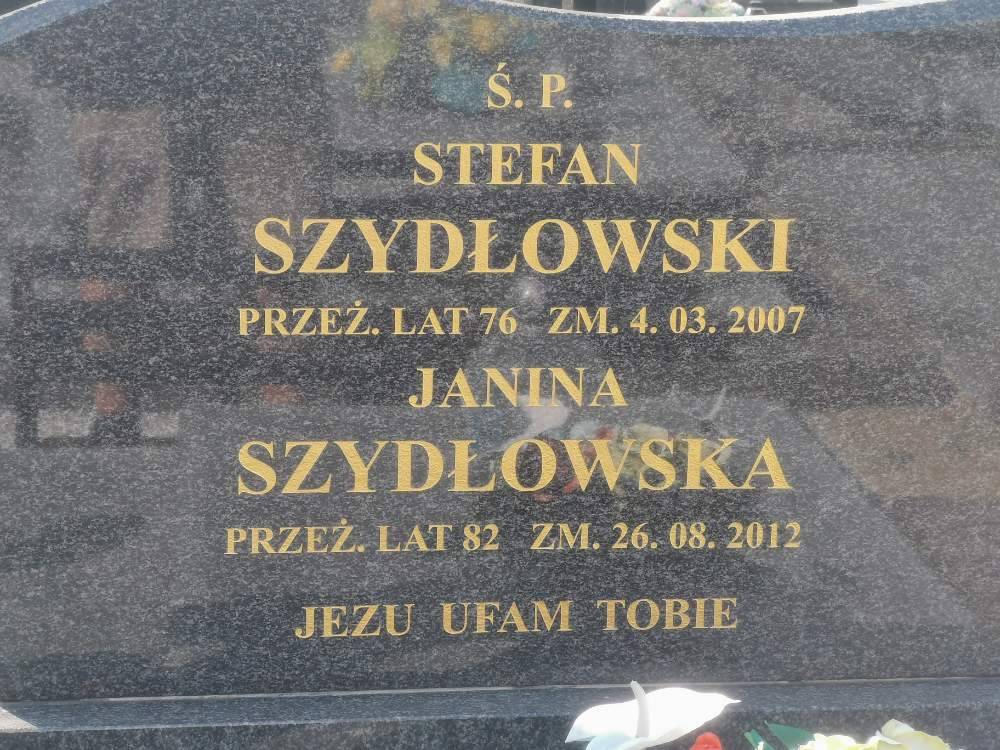 Ś. P.
STEFAN
SZYDŁOWSKI
PRZEŻ. LAT 76 ZM. 4. 03. 2007
JANINA
SZYDŁOWSKA
PRZEŻ. LAT 82 ZM. 26. 08. 2012
JEZU UFAM TOBIE